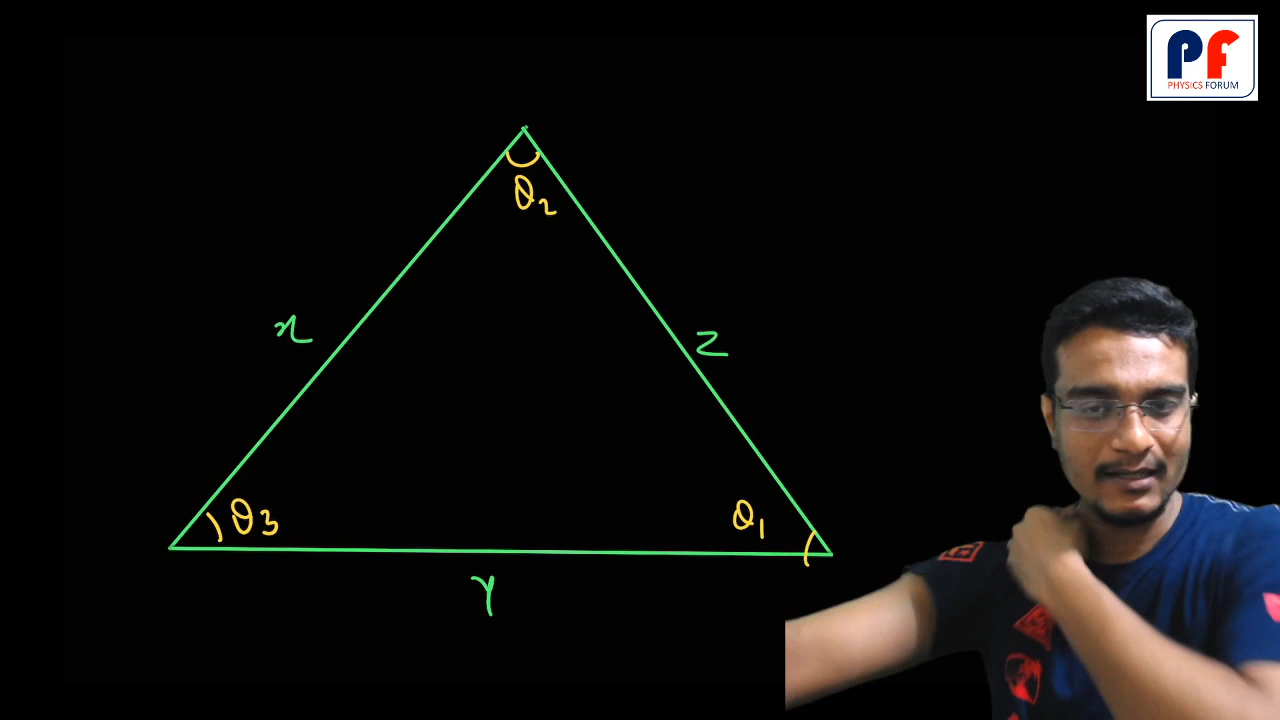 PF
PHYSICS FORUM
θ2
x
z
θ3
θ1
y